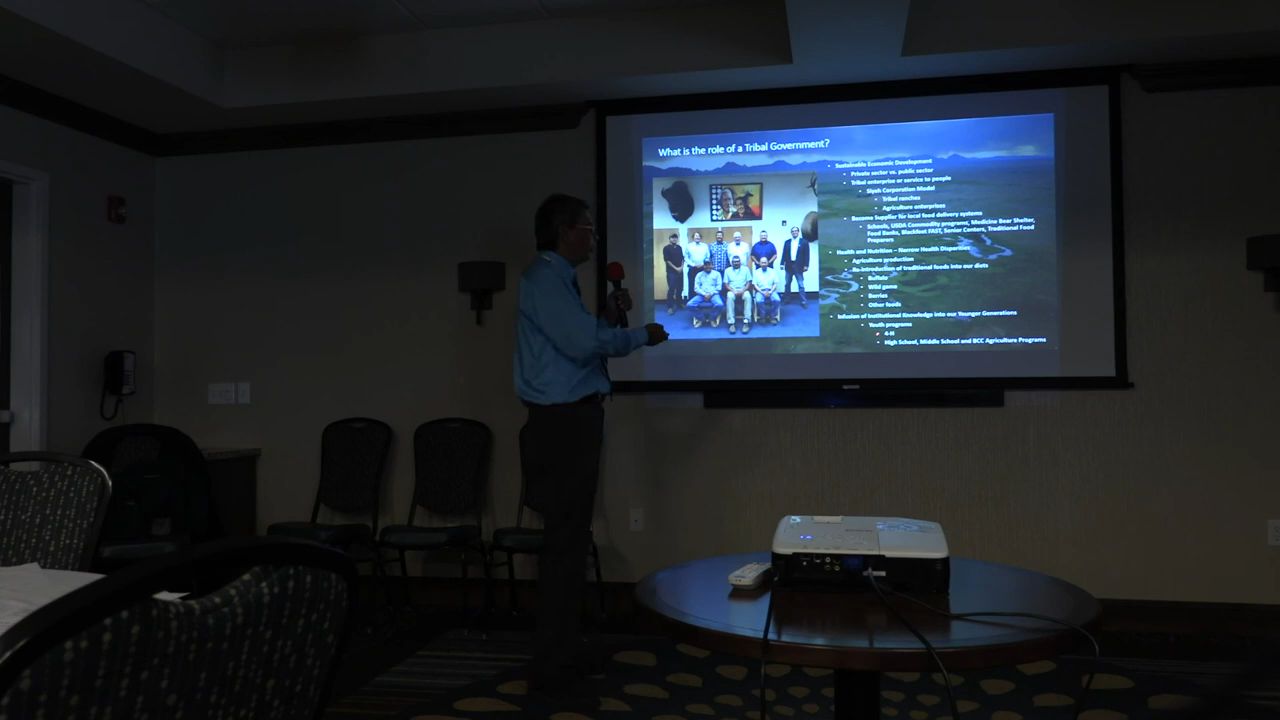 What is the role of a Tribal Government?
Sustainable Economic Development
Private sector vs. public sector
Tribal enterprise or service to people
Siyeh Corporation Model
Tribal ranches
Agriculture enterprises
Become Supplier for local food delivery systems
Schools, USDA Commodity programs, Medicine Bear Shelter,
Food Banks, Blackfeet FAST, Senior Centers, Traditional Food
Preparers
Health and Nutrition – Narrow Health Disparities
Agriculture production
Re-introduction of traditional foods into our diets
Buffalo
Wild game
Berries
Other foods
Infusion of Institutional Knowledge into our Younger Generations
Youth programs
4-H
High School, Middle School and BCC Agriculture Programs